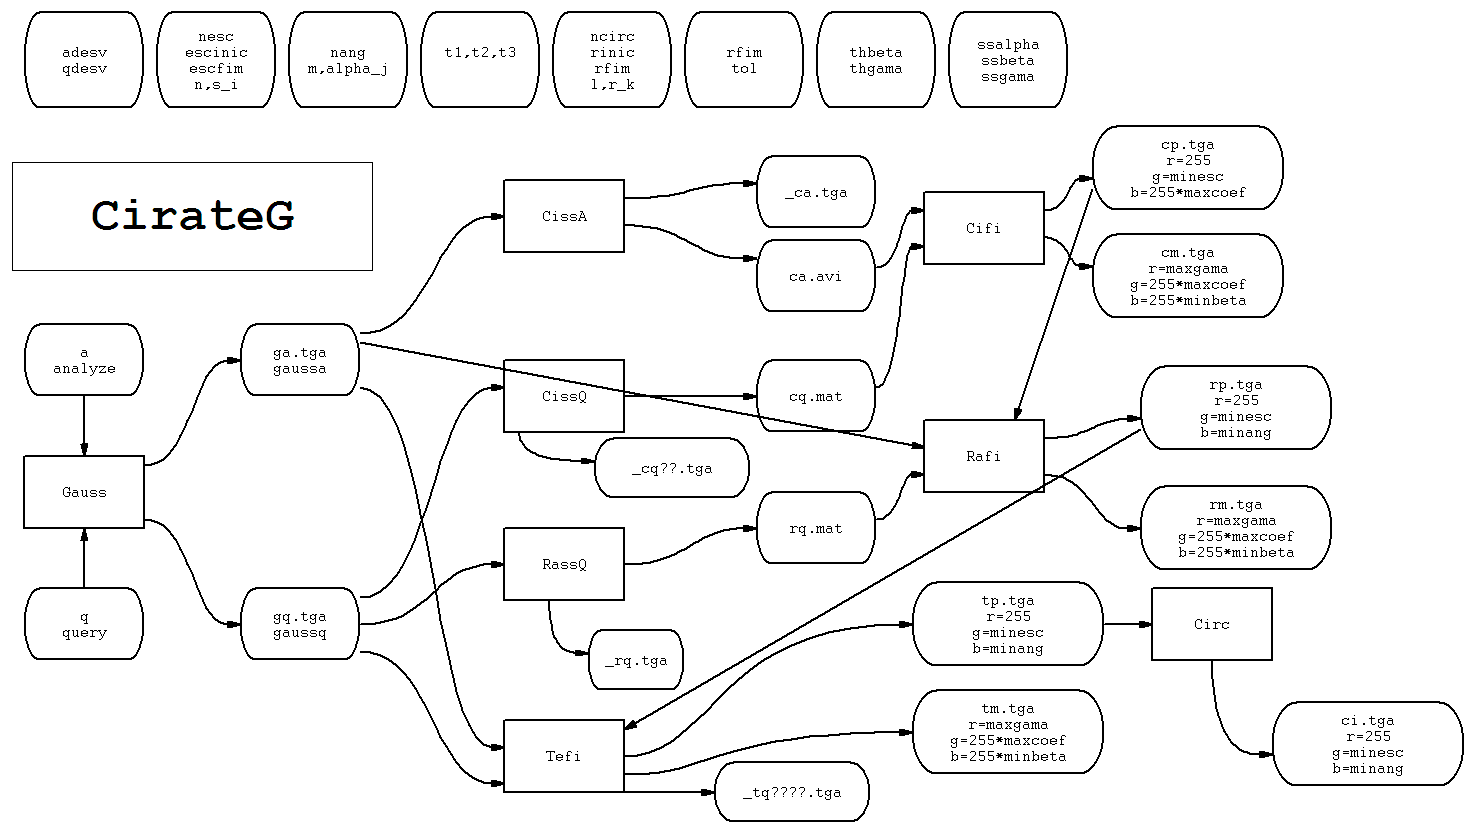 adesv
qdesv
nesc
escinic
escfim
n,s_i
nang
m,alpha_j
t1,t2,t3
ncirc
rinic
rfim
l,r_k
rfim
tol
thbeta
thgama
ssalpha
ssbeta
ssgama
CirateG
a
analyze
Gauss
q
query
ga.tga
gaussa
gq.tga
gaussq
CissA
_ca.tga
ca.avi
Cifi
cp.tga
r=255
g=minesc
b=255*maxcoef
cm.tga
r=maxgama
g=255*maxcoef
b=255*minbeta
CissQ
cq.mat
_cq??.tga
Rafi
rp.tga
r=255
g=minesc
b=minang
rm.tga
r=maxgama
g=255*maxcoef
b=255*minbeta
RassQ
rq.mat
_rq.tga
Tefi
tp.tga
r=255
g=minesc
b=minang
tm.tga
r=maxgama
g=255*maxcoef
b=255*minbeta
_tq????.tga
Circ
ci.tga
r=255
g=minesc
b=minang